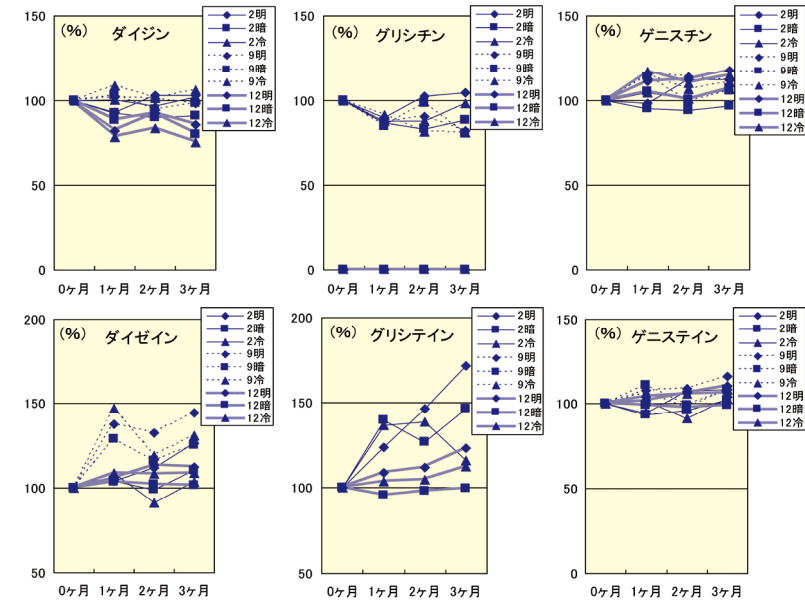 (%)
ダイジン
150
100
50
0
0ヶ月 1ヶ月 2ヶ月 3ヶ月
2明
2暗
2冷
9明
9暗
9冷
12明
12暗
12冷
(%)
グリシチン
150
100
50
0
0ヶ月 1ヶ月 2ヶ月 3ヶ月
2明
2暗
2冷
9明
9暗
9冷
12明
12暗
12冷
(%)
ゲニスチン
150
100
50
0
0ヶ月 1ヶ月 2ヶ月 3ヶ月
2明
2暗
2冷
9明
9暗
9冷
12明
12暗
12冷
(%)
ダイゼイン
200
150
100
50
0ヶ月 1ヶ月 2ヶ月 3ヶ月
2明
2暗
2冷
9明
9暗
9冷
12明
12暗
12冷
(%)
グリシテイン
200
150
100
50
0ヶ月 1ヶ月 2ヶ月 3ヶ月
2明
2暗
2冷
9明
9暗
9冷
12明
12暗
12冷
(%)
ゲニステイン
150
100
50
0
0ヶ月 1ヶ月 2ヶ月 3ヶ月
2明
2暗
2冷
9明
9暗
9冷
12明
12暗
12冷